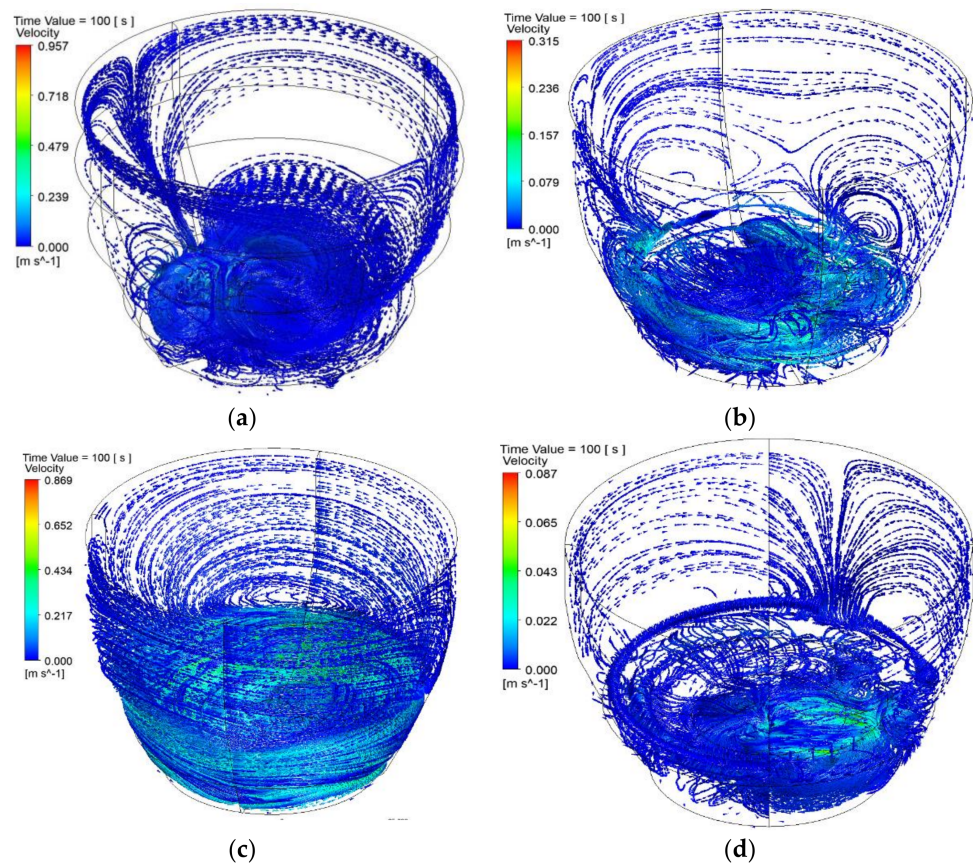 Time Value = 100 [ s ]
Velocity
0.957
0.718
0.479
0.239
0.000
[m s^-1]
(a)
Time Value = 100 [ s ]
Velocity
0.315
0.236
0.157
0.079
0.000
[m s^-1]
(b)
Time Value = 100 [ s ]
Velocity
0.869
0.652
0.434
0.217
0.000
[m s^-1]
(c)
Time Value = 100 [ s ]
Velocity
0.087
0.065
0.043
0.022
0.000
[m s^-1]
(d)